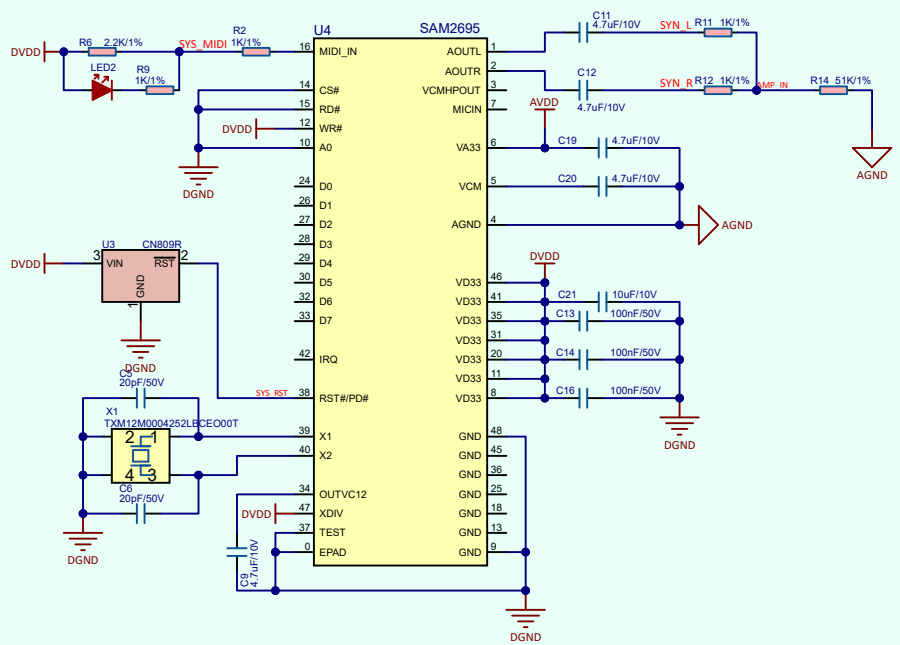 U4 SAM2695
DVDD R6 2.2K/1% SYS_MIDI R2 1K/1%
LED2 R9 1K/1%
16 MIDI_IN
14 CS#
15 RD#
DVDD 12 WR#
10 A0
DGND
24 D0
26 D1
27 D2
28 D3
29 D4
30 D5
32 D6
33 D7
42 IRQ
SYS_RST 38 RST#/PD#
39 X1
40 X2
34 OUTVC12
DVDD 47 XDIV
37 TEST
0 EPAD
AOUTL 1
AOUTR 2
VCMHPOUT 3
MICIN 7
VA33 6
VCM 5
AGND 4
VD33 46
VD33 41
VD33 35
VD33 31
VD33 20
VD33 11
VD33 8
GND 48
GND 45
GND 36
GND 25
GND 18
GND 13
GND 9
C11 4.7uF/10V SYN_L R11 1K/1%
C12 4.7uF/10V SYN_R R12 1K/1% AMP_IN R14 51K/1%
AGND
AVDD
C19 4.7uF/10V
C20 4.7uF/10V
AGND
DVDD
C21 10uF/10V
C13 100nF/50V
C14 100nF/50V
C16 100nF/50V
DGND
U3 CN809R
DVDD 3 VIN RST 2
GND
1
DGND
C5
20pF/50V
X1
TXM12M0004252LBCEO00T
2 1
4 3
C6
20pF/50V
DGND
C9
4.7uF/10V
DGND